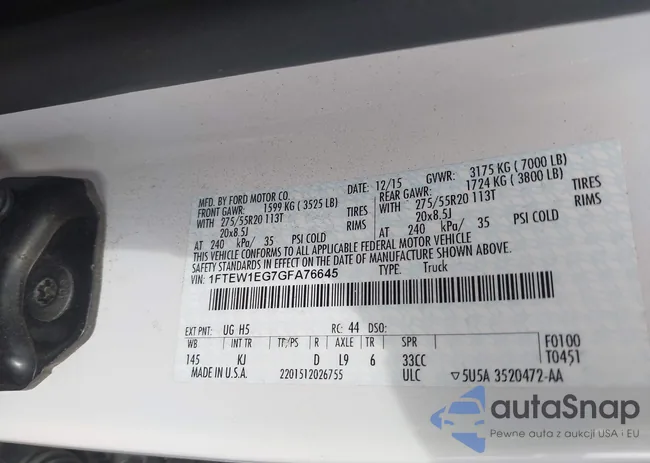 MFD. BY FORD MOTOR CO.
DATE: 12/15 GVWR: 3175 KG ( 7000 LB)
FRONT GAWR: 1599 KG ( 3525 LB)
REAR GAWR: 1724 KG ( 3800 LB)
WITH 275/55R20 113T TIRES
WITH 275/55R20 113T TIRES
20x8.5J RIMS
20x8.5J RIMS
AT 240 kPa/ 35 PSI COLD
AT 240 kPa/ 35 PSI COLD
THIS VEHICLE CONFORMS TO ALL APPLICABLE FEDERAL MOTOR VEHICLE
SAFETY STANDARDS IN EFFECT ON THE DATE OF MANUFACTURE SHOWN ABOVE.
VIN: 1FTEW1EG7GFA76645 TYPE: Truck
EXT PNT: UG H5 RC: 44 DSO:
WB INT TR TP/PS R AXLE TR SPR F0100
145 KJ D L9 6 33CC T0451
MADE IN U.S.A. 2201512026755 ULC ▽5U5A 3520472-AA
autaSnap
Pewne auta z aukcji USA i EU